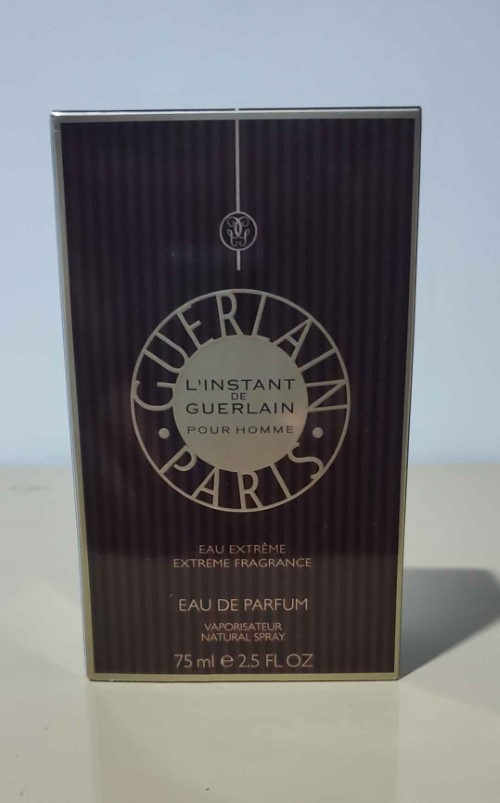 GUERLAIN
L'INSTANT
DE
GUERLAIN
POUR HOMME
PARIS
EAU EXTRÊME
EXTREME FRAGRANCE
EAU DE PARFUM
VAPORISATEUR
NATURAL SPRAY
75 ml e 2.5 FL OZ